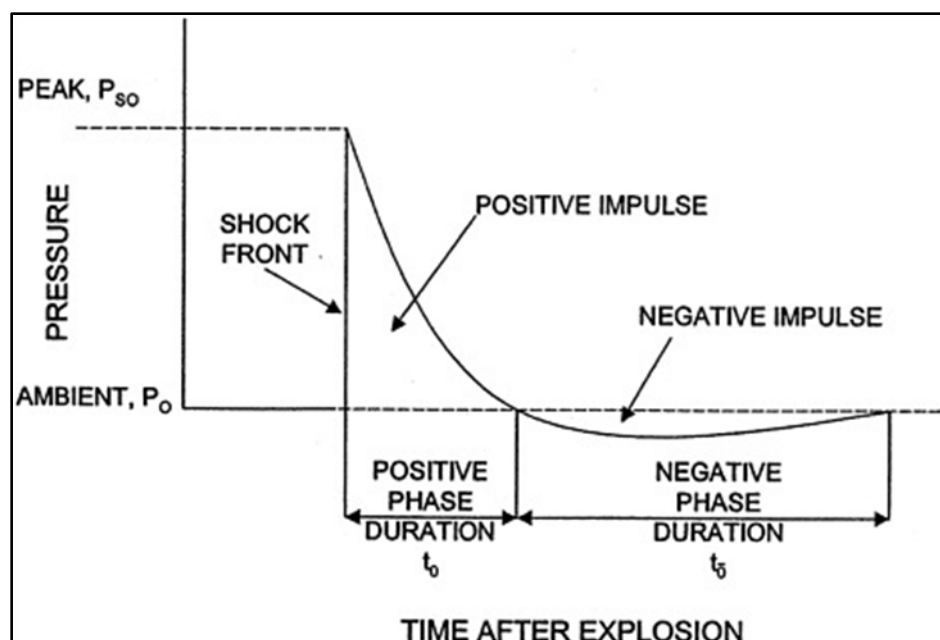 PEAK, Pso
PRESSURE
SHOCK
FRONT
POSITIVE IMPULSE
NEGATIVE IMPULSE
AMBIENT, Po
POSITIVE
PHASE
DURATION
to
NEGATIVE
PHASE
DURATION
tō
TIME AFTER EXPLOSION